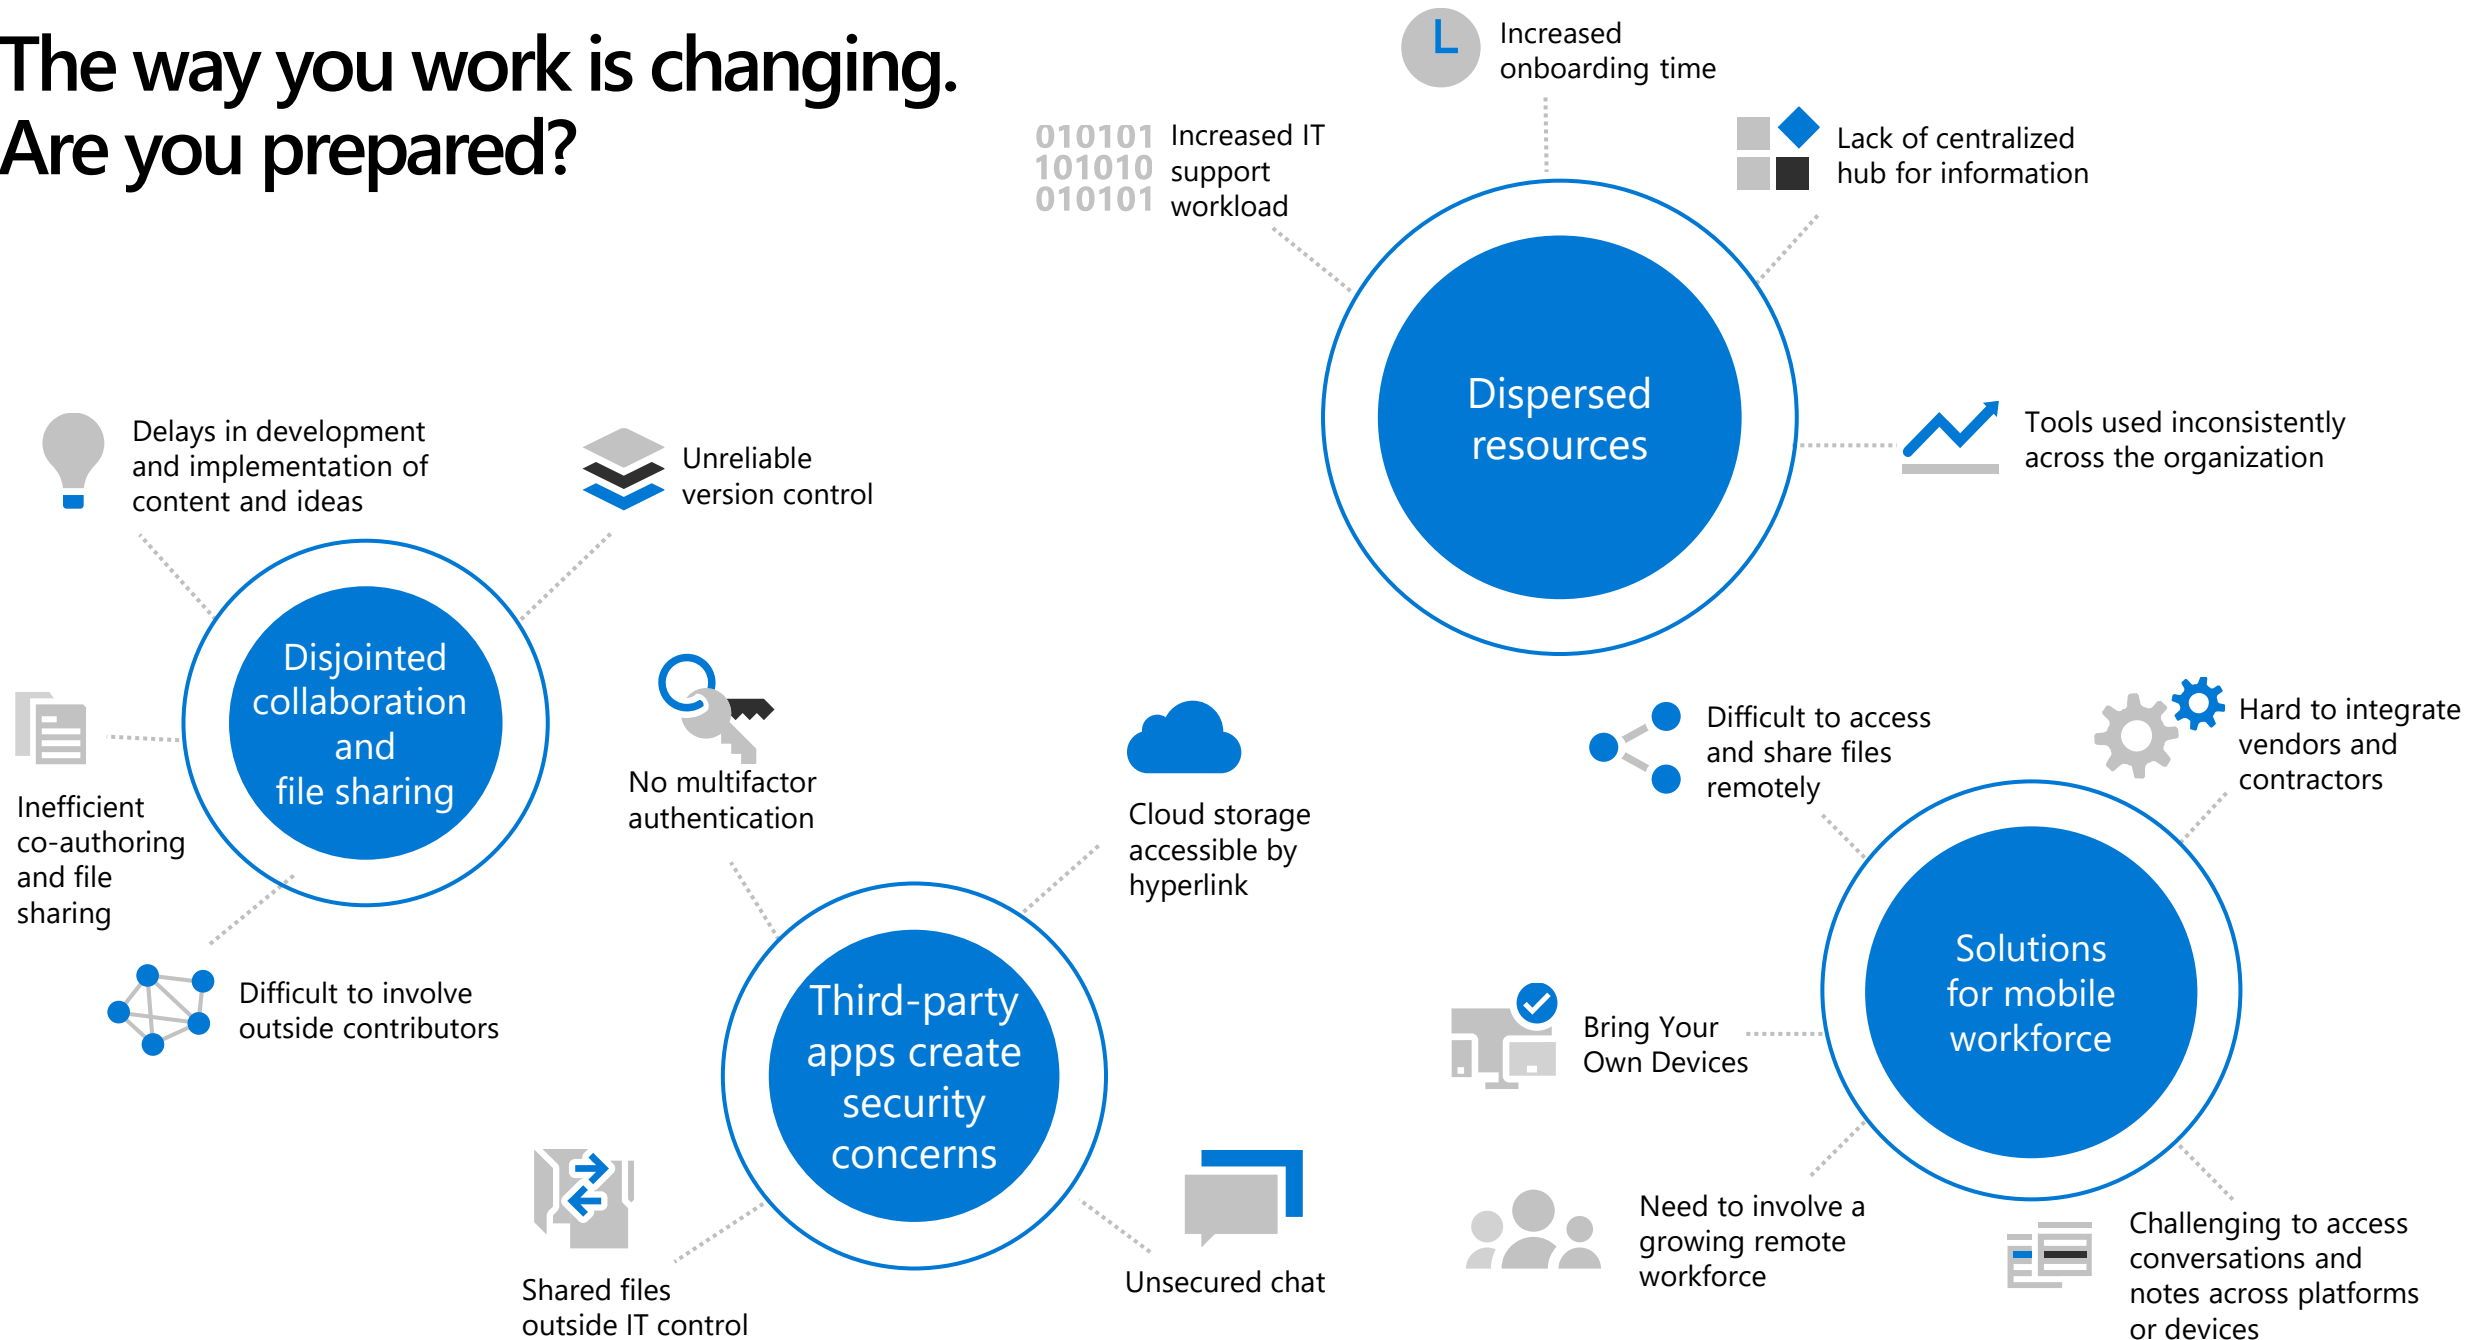 The way you work is changing.
Are you prepared?
Increased
onboarding time
010101
101010
010101
Increased IT
support
workload
Lack of centralized
hub for information
Dispersed
resources
Tools used inconsistently
across the organization
Delays in development
and implementation of
content and ideas
Unreliable
version control
Disjointed
collaboration
and
file sharing
Inefficient
co-authoring
and file
sharing
Difficult to involve
outside contributors
No multifactor
authentication
Cloud storage
accessible by
hyperlink
Third-party
apps create
security
concerns
Shared files
outside IT control
Unsecured chat
Difficult to access
and share files
remotely
Hard to integrate
vendors and
contractors
Solutions
for mobile
workforce
Bring Your
Own Devices
Need to involve a
growing remote
workforce
Challenging to access
conversations and
notes across platforms
or devices